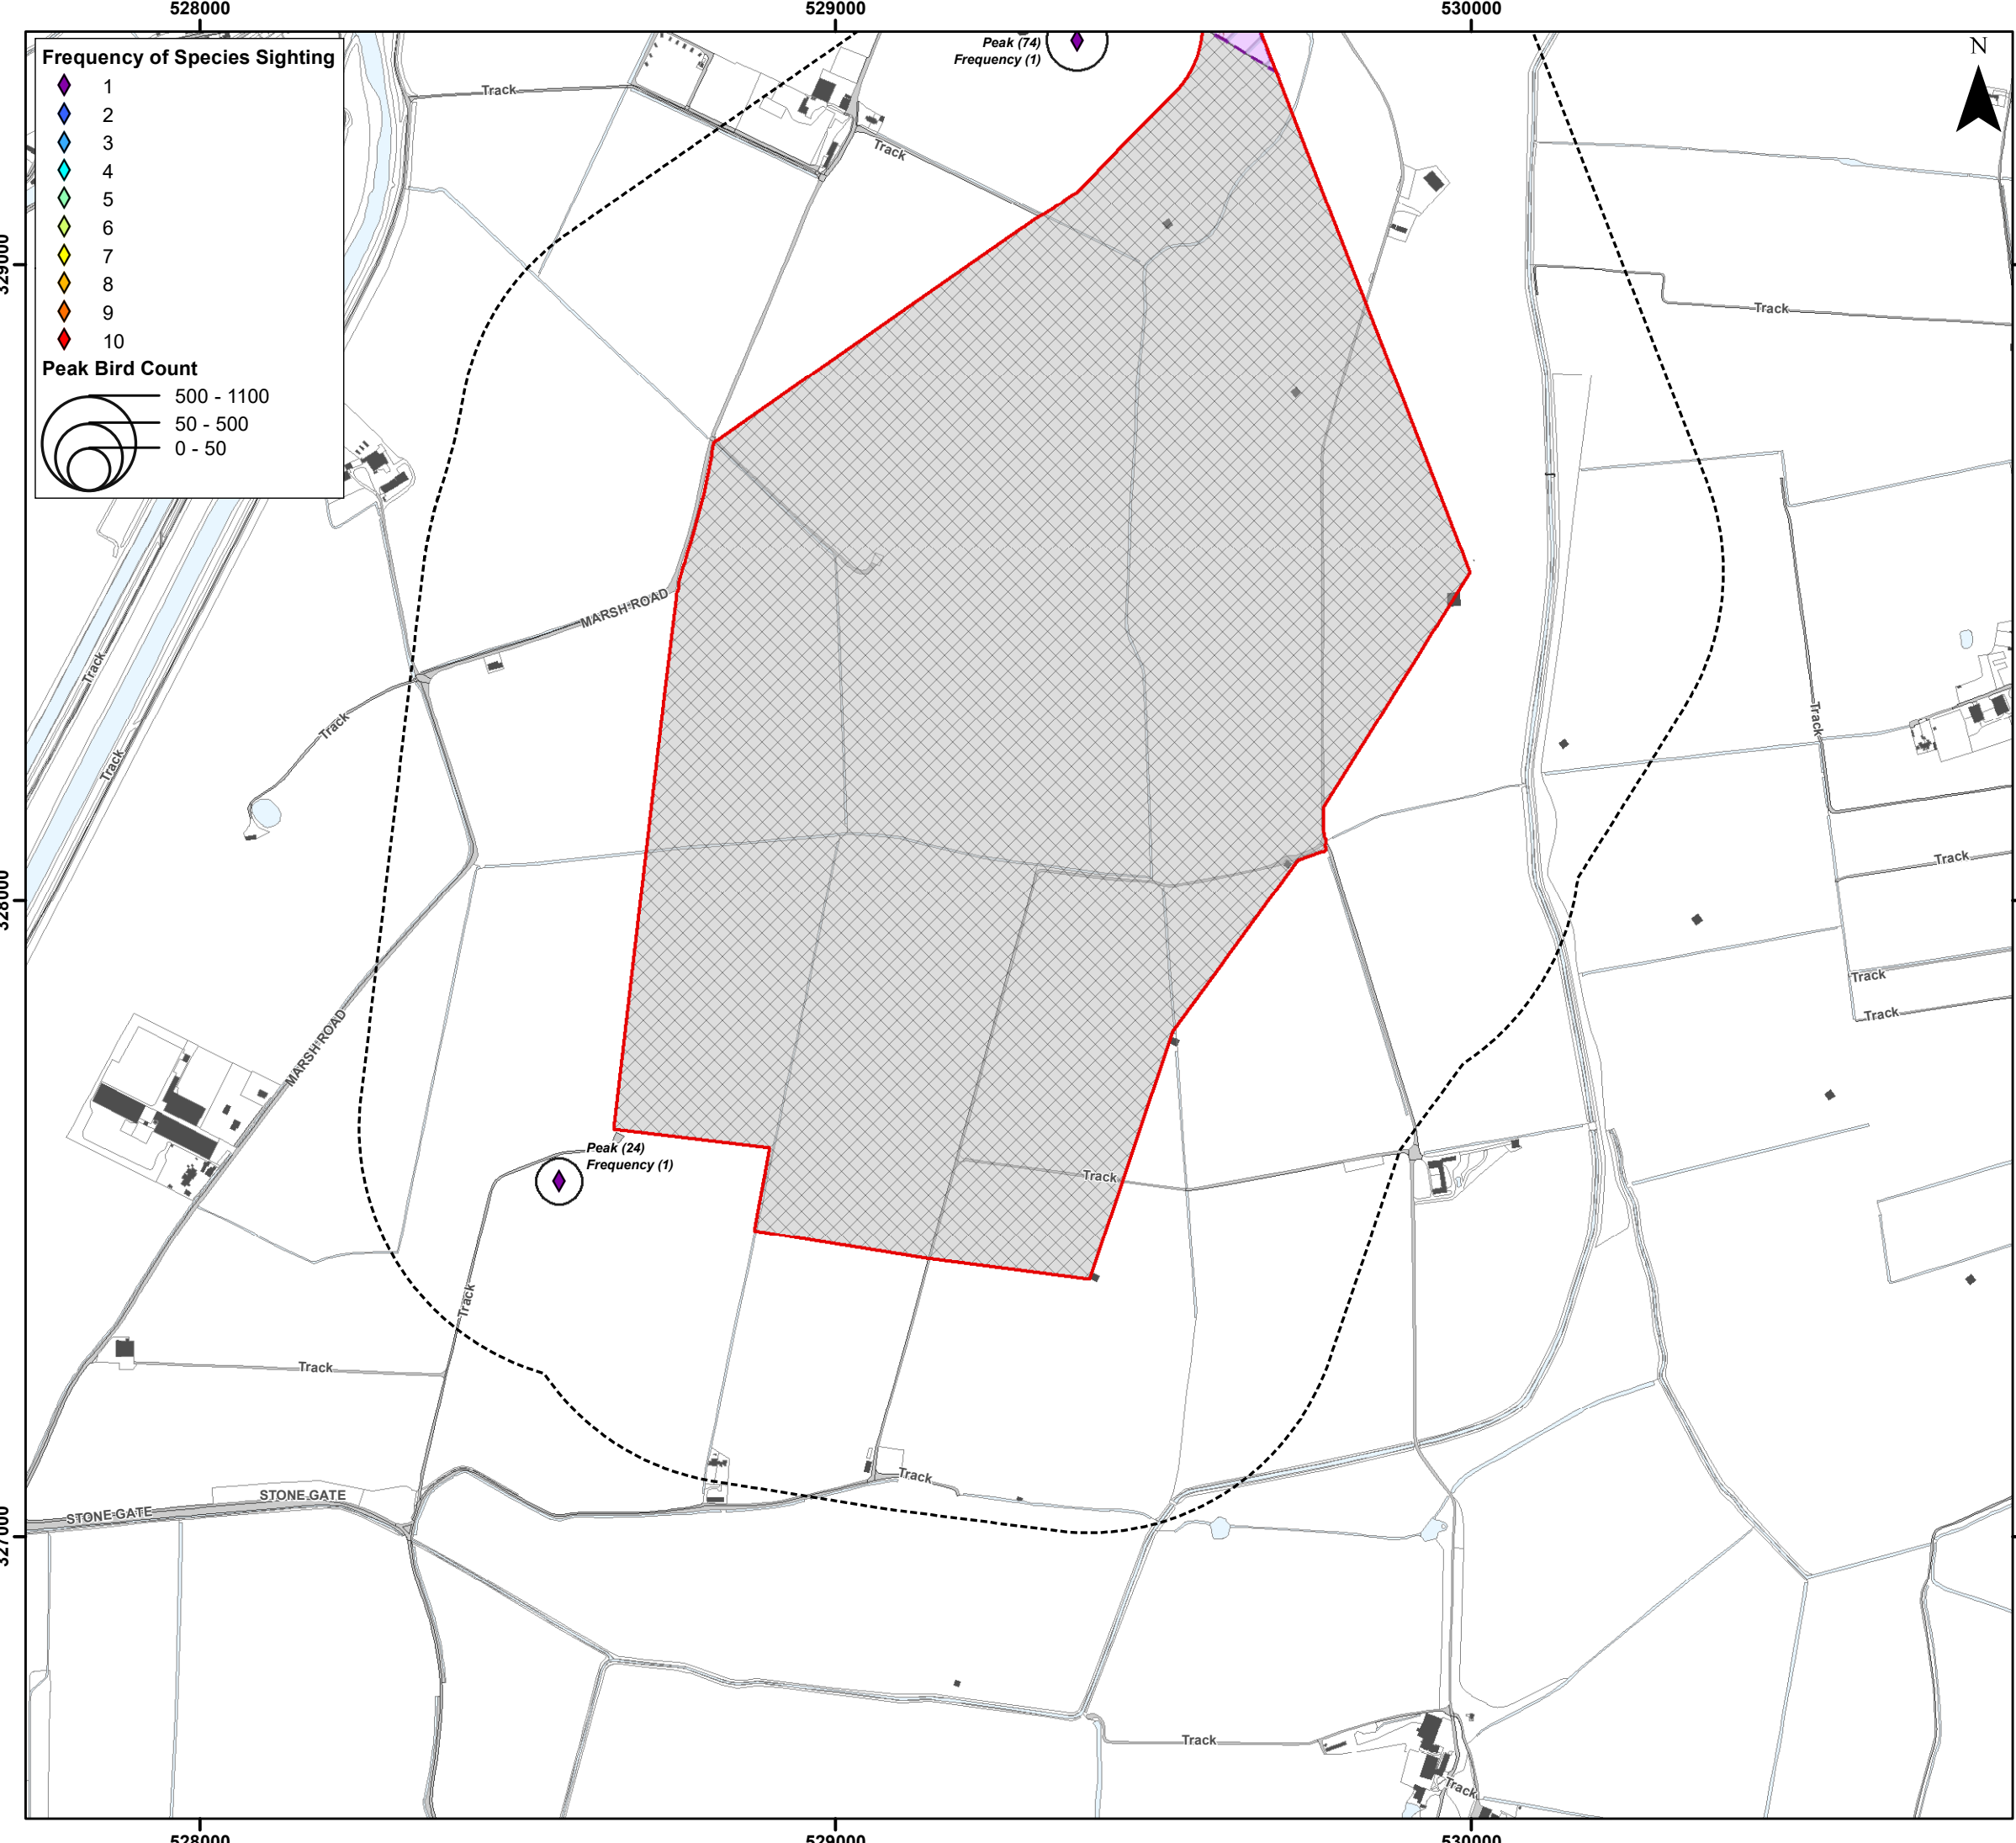 528000
529000
530000
Frequency of Species Sighting
1
2
3
4
5
6
7
8
9
10
Peak Bird Count
500 - 1100
50 - 500
0 - 50
Peak (74)
Frequency (1)
N
Track
Track
Track
329000
MARSH ROAD
Track
Track
Track
Track
328000
Track
Track
Track
MARSH ROAD
Peak (24)
Frequency (1)
Track
Track
Track
Track
STONE GATE
STONE GATE
327000
Track
Track
528000
529000
530000